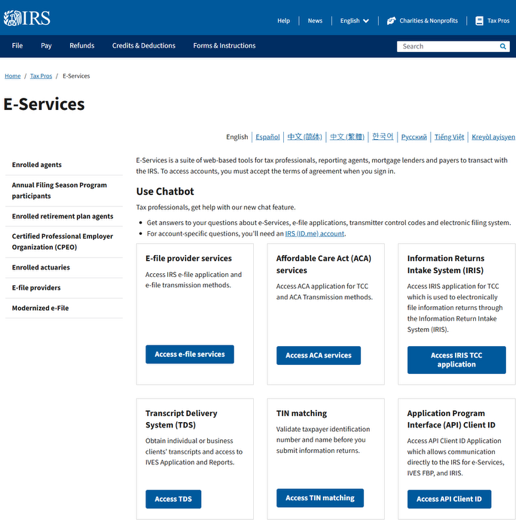 IRS
Help
News
English
Charities & Nonprofits
Tax Pros
File
Pay
Refunds
Credits & Deductions
Forms & Instructions
Search
Home / Tax Pros / E-Services
E-Services
English
Español
中文 (简体)
中文 (繁體)
한국어
Русский
Tiếng Việt
Kreyòl ayisyen
Enrolled agents
Annual Filing Season Program
participants
Enrolled retirement plan agents
Certified Professional Employer
Organization (CPEO)
Enrolled actuaries
E-file providers
Modernized e-File
E-Services is a suite of web-based tools for tax professionals, reporting agents, mortgage lenders and payers to transact with
the IRS. To access accounts, you must accept the terms of agreement when you sign in.
Use Chatbot
Tax professionals, get help with our new chat feature.
• Get answers to your questions about e-Services, e-file applications, transmitter control codes and electronic filing system.
• For account-specific questions, you'll need an IRS (ID.me) account.
E-file provider services
Access IRS e-file application and
e-file transmission methods.
Access e-file services
Affordable Care Act (ACA)
services
Access ACA application for TCC
and ACA Transmission methods.
Access ACA services
Information Returns
Intake System (IRIS)
Access IRIS application for TCC
which is used to electronically
file information returns through
the Information Return Intake
System (IRIS).
Access IRIS TCC
application
Transcript Delivery
System (TDS)
Obtain individual or business
clients' transcripts and access to
IVES Application and Reports.
Access TDS
TIN matching
Validate taxpayer identification
number and name before you
submit information returns.
Access TIN matching
Application Program
Interface (API) Client ID
Access API Client ID Application
which allows communication
directly to the IRS for e-Services,
IVES FBP, and IRIS.
Access API Client ID